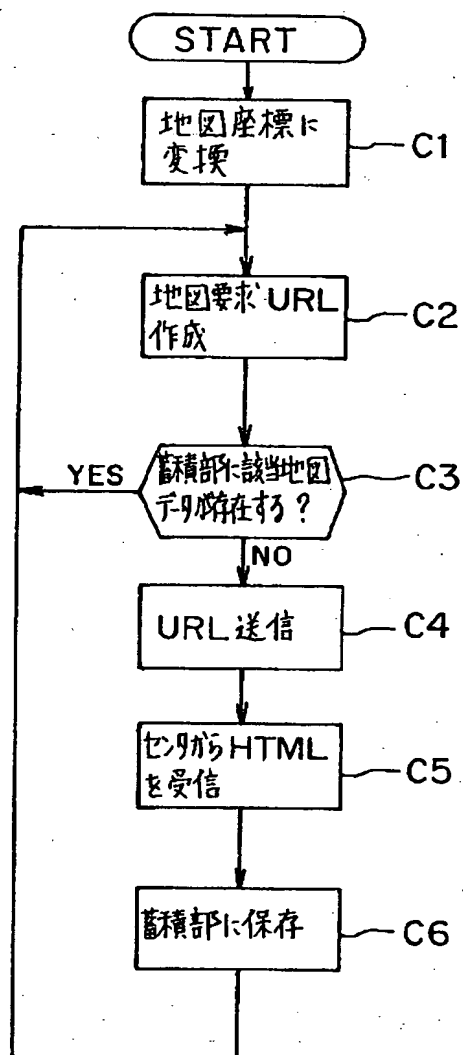 START
地図座標に
変換
C1
地図要求URL
作成
C2
蓄積部に該当地図
データが存在する?
C3
YES
NO
URL送信
C4
センタからHTML
を受信
C5
蓄積部に保存
C6